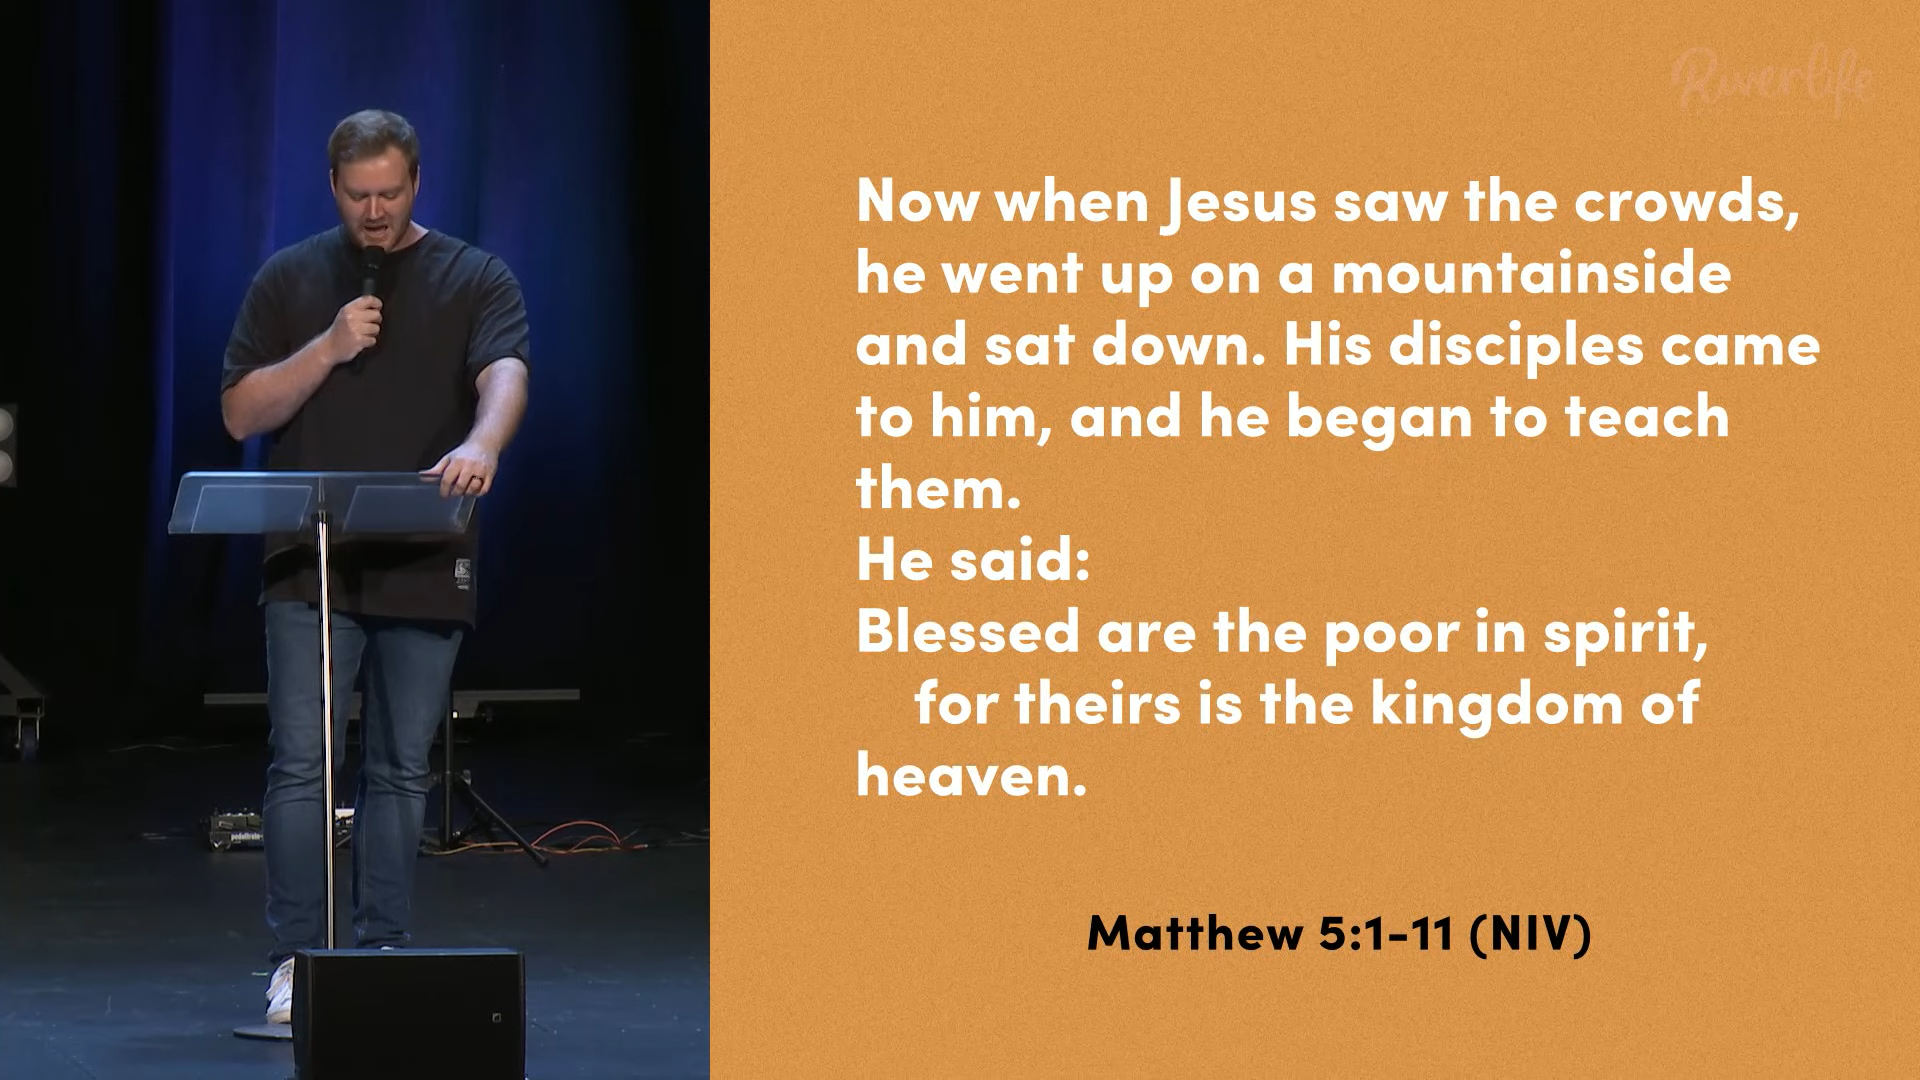 Riverlife
Now when Jesus saw the crowds,
he went up on a mountainside
and sat down. His disciples came
to him, and he began to teach
them.
He said:
Blessed are the poor in spirit,
for theirs is the kingdom of
heaven.
Matthew 5:1-11 (NIV)